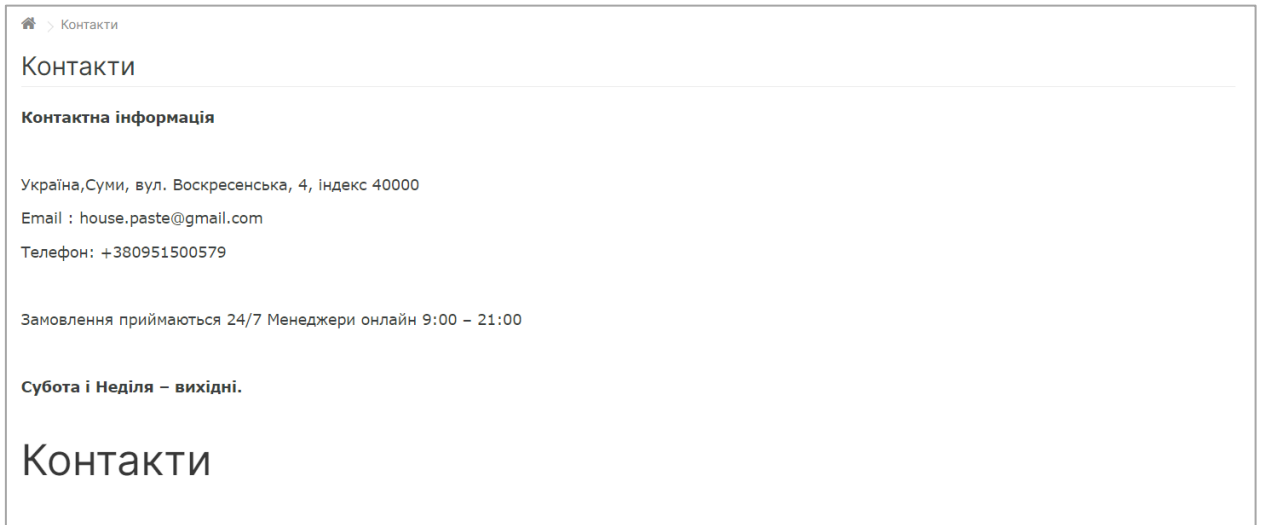 Контакти
Контакти
Контактна інформація
Україна,Суми, вул. Воскресенська, 4, індекс 40000
Email : house.paste@gmail.com
Телефон: +380951500579
Замовлення приймаються 24/7 Менеджери онлайн 9:00 – 21:00
Субота і Неділя – вихідні.
Контакти